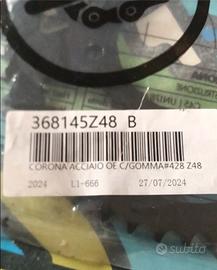 368145Z48 B
CORONA ACCIAIO OE C/GOMMA#428 Z48
2024 L1-666 27/07/2024
subito